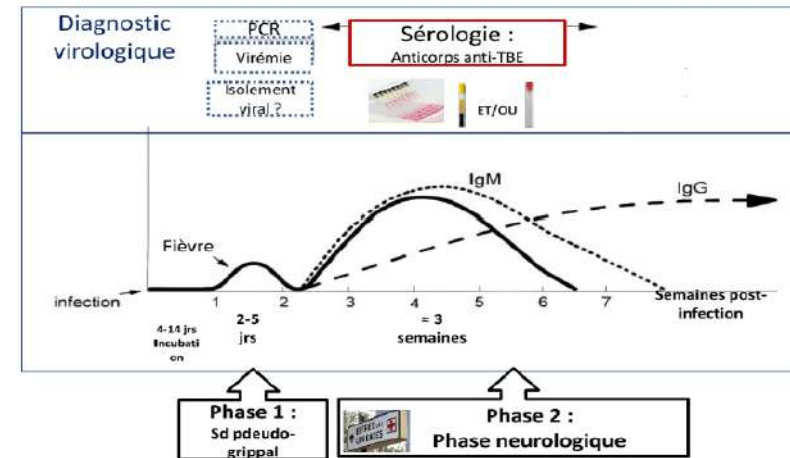 Diagnostic
virologique
PCR
Virémie
Isolement
viral ?
Sérologie :
Anticorps anti-TBE
ET/OU
IgM
IgG
Fièvre
infection
1 2 3 4 5 6 7
Semaines post-
infection
4-14 jrs
Incubati
on
2-5
jrs
≈ 3
semaines
Phase 1 :
Sd pdeudo-
grippal
Phase 2 :
Phase neurologique